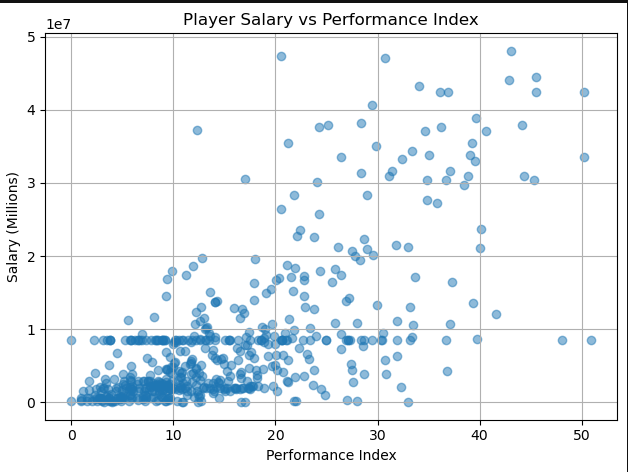 Player Salary vs Performance Index
1e7
5
4
3
2
1
0
Salary (Millions)
0 10 20 30 40 50
Performance Index